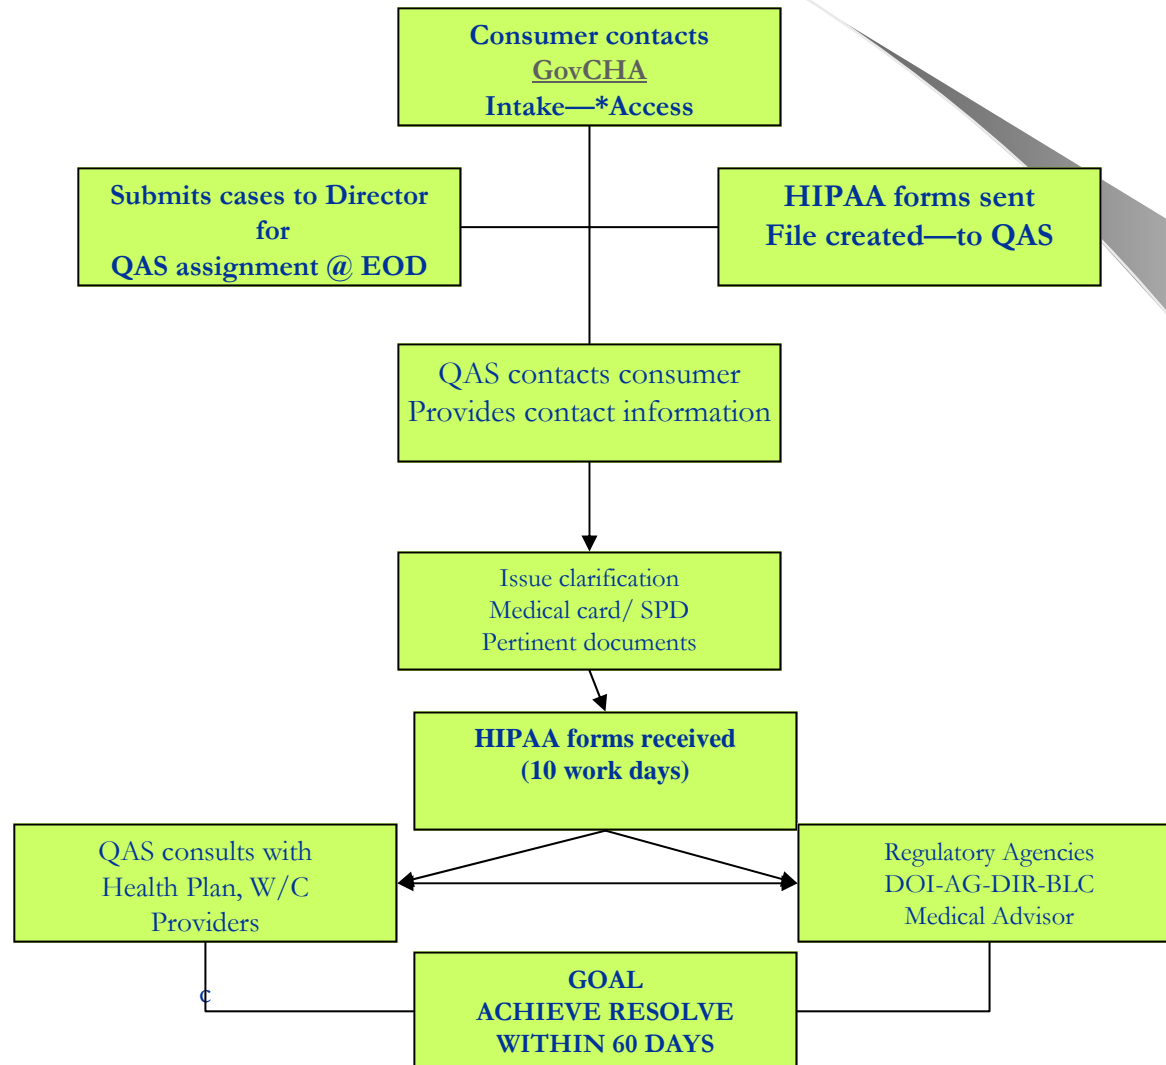 Consumer contacts
GovCHA
Intake—*Access
Submits cases to Director
for
QAS assignment @ EOD
HIPAA forms sent
File created—to QAS
QAS contacts consumer
Provides contact information
Issue clarification
Medical card/ SPD
Pertinent documents
HIPAA forms received
(10 work days)
QAS consults with
Health Plan, W/C
Providers
Regulatory Agencies
DOI-AG-DIR-BLC
Medical Advisor
c
GOAL
ACHIEVE RESOLVE
WITHIN 60 DAYS